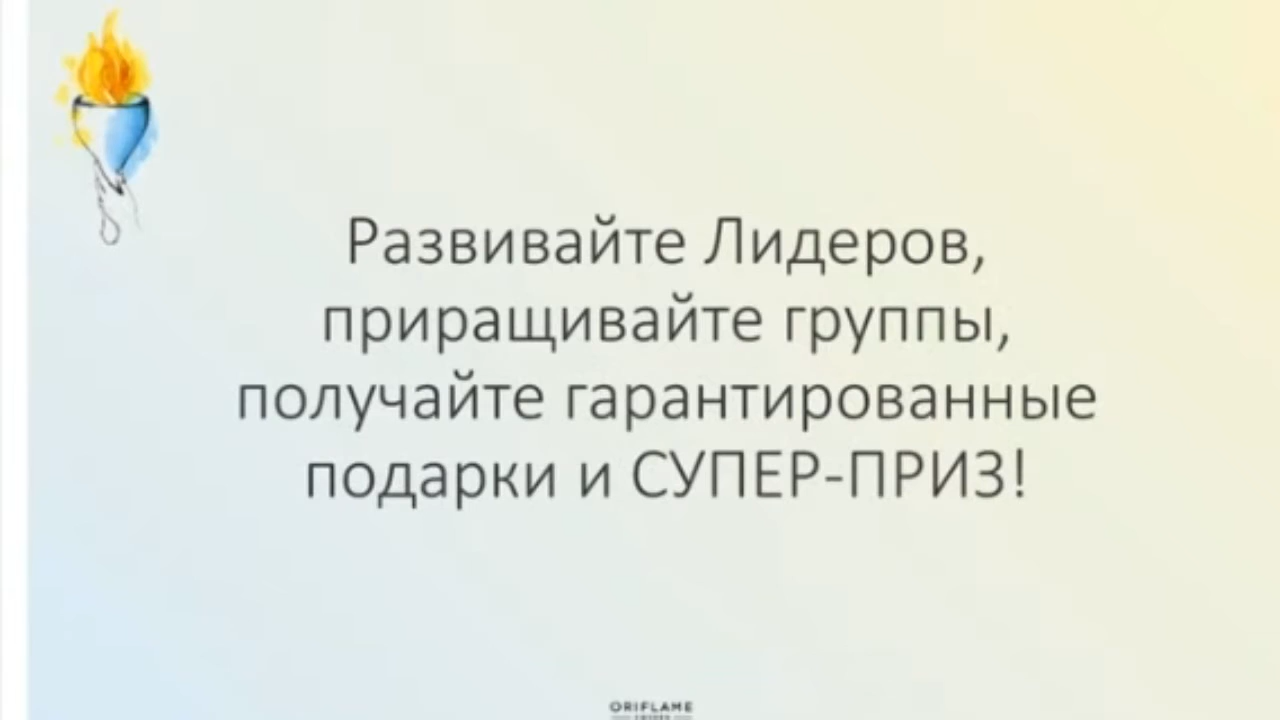 Развивайте Лидеров,
приращивайте группы,
получайте гарантированные
подарки и СУПЕР-ПРИЗ!
ORIFLAME